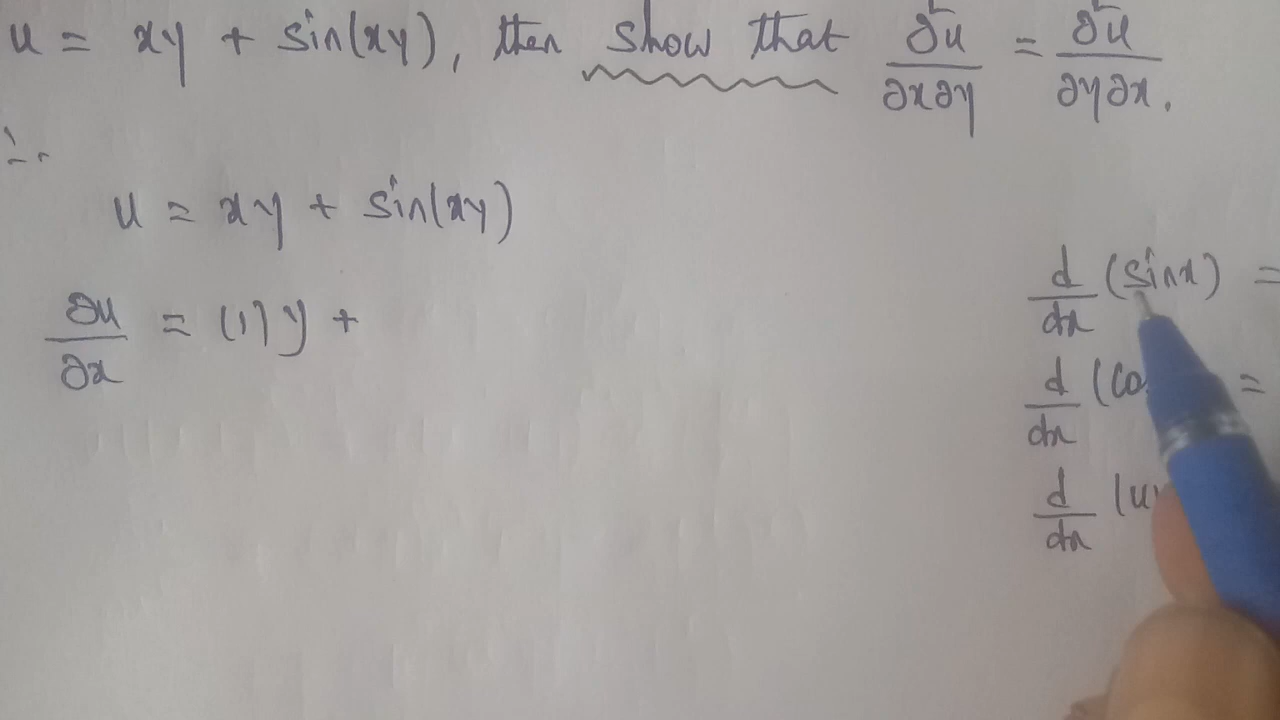 u = xy + sin(xy), then show that ∂²u/∂x∂y = ∂²u/∂y∂x.
∴
u = xy + sin(xy)
∂u/∂x = (1)y +
d/dx (sinx) =
d/dx (co =
d/dx (u